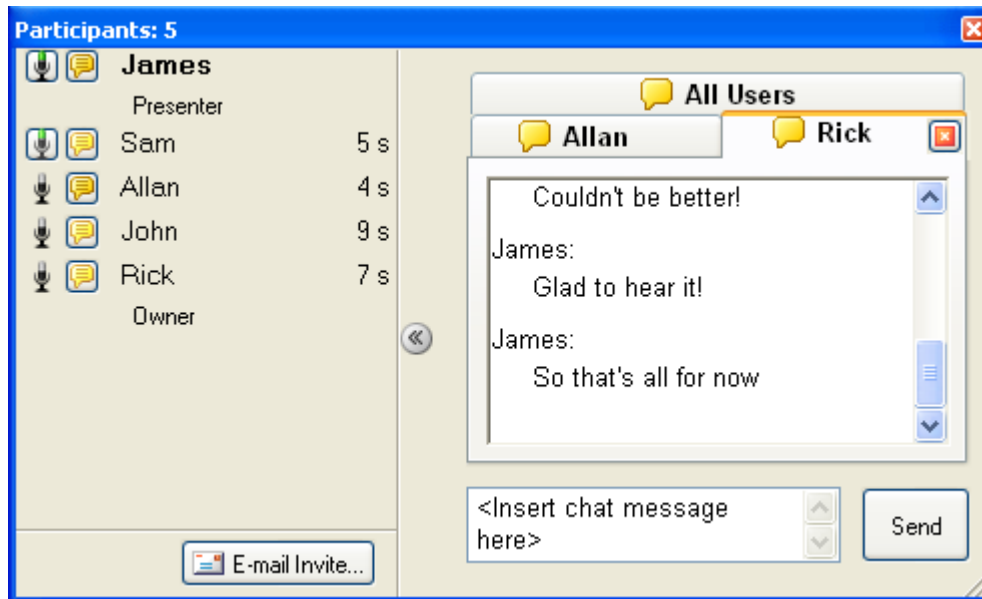 Participants: 5
James
Presenter
Sam 5 s
Allan 4 s
John 9 s
Rick 7 s
Owner
E-mail Invite...
All Users
Allan
Rick
Couldn't be better!
James:
Glad to hear it!
James:
So that's all for now
<Insert chat message
here>
Send